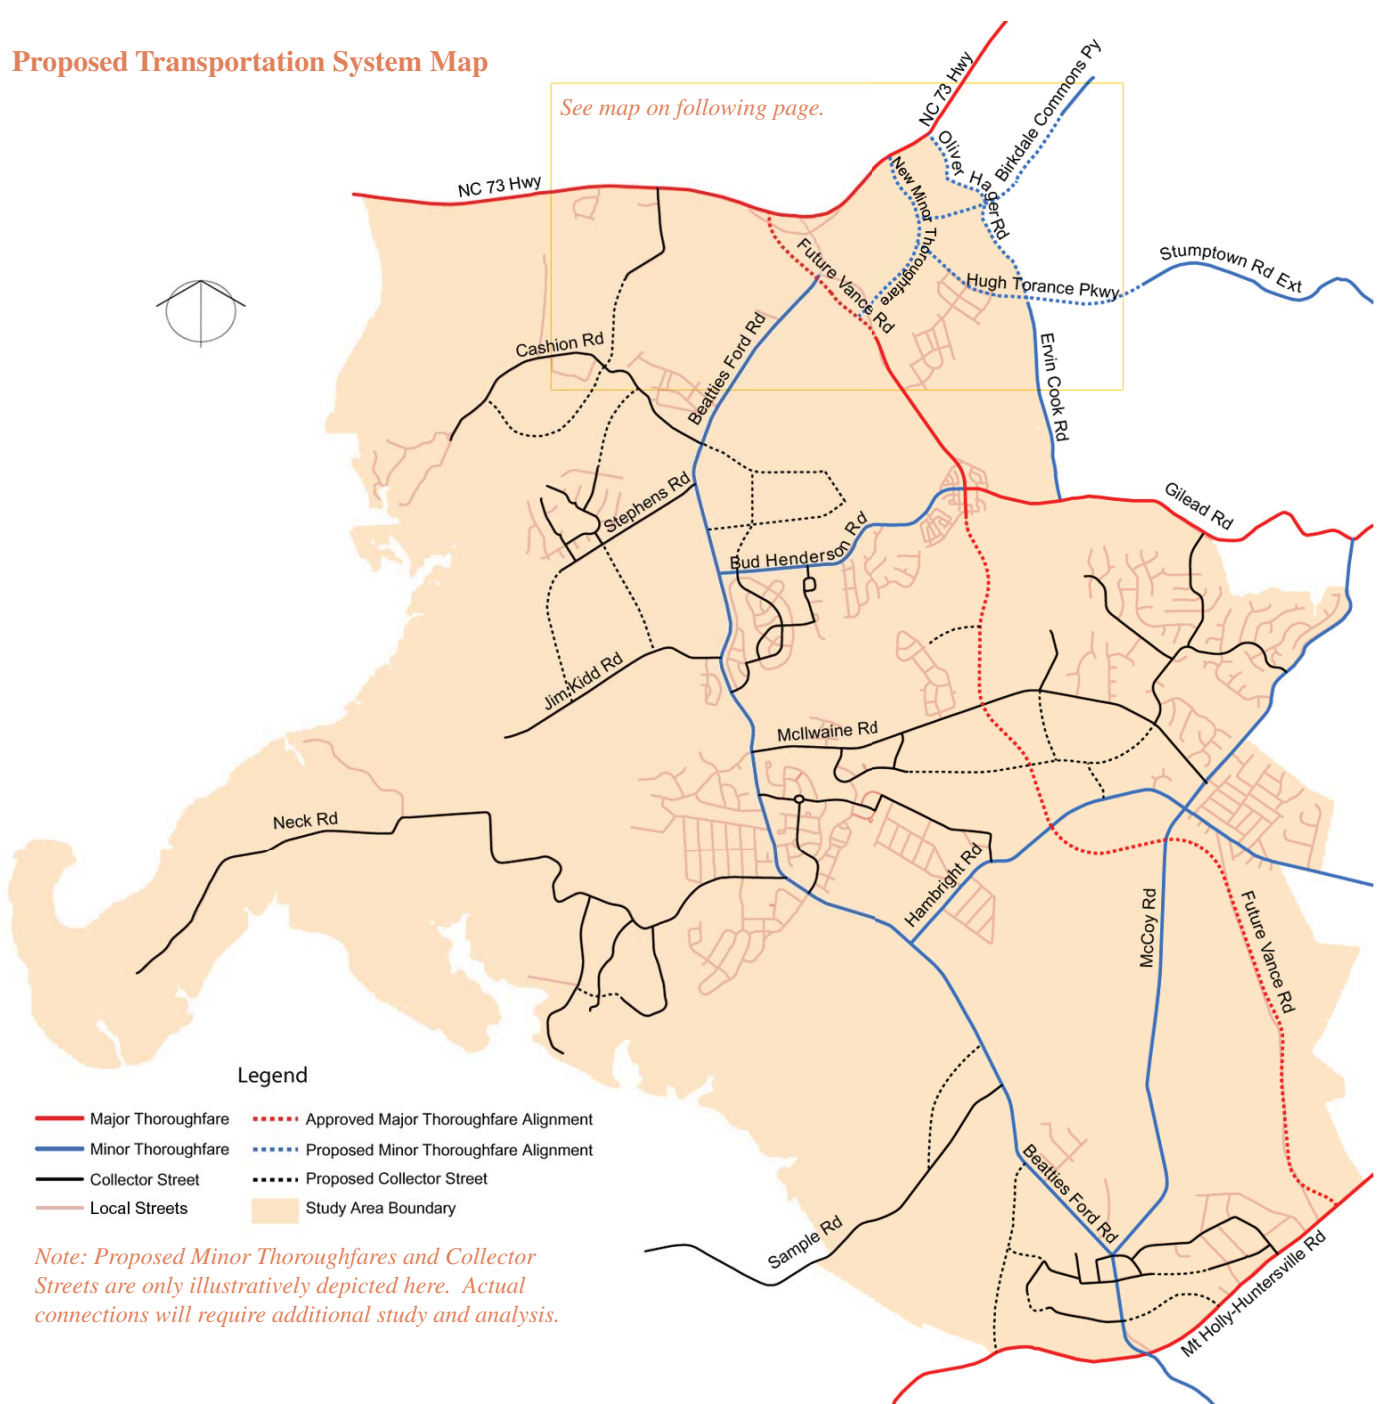 Proposed Transportation System Map
See map on following page.
NC 73 Hwy
Birkdale Commons Py
Oliver
Hager Rd
NC 73 Hwy
New Minor Thoroughfare
Future Vance Rd
Stumptown Rd Ext
Hugh Torance Pkwy
Cashion Rd
Beatties Ford Rd
Ervin Cook Rd
Stephens Rd
Gilead Rd
Bud Henderson Rd
Jim Kidd Rd
McIlwaine Rd
Neck Rd
Hambright Rd
McCoy Rd
Future Vance Rd
Beatties Ford Rd
Sample Rd
Mt Holly-Huntersville Rd
Legend
Major Thoroughfare
Approved Major Thoroughfare Alignment
Minor Thoroughfare
Proposed Minor Thoroughfare Alignment
Collector Street
Proposed Collector Street
Local Streets
Study Area Boundary
Note: Proposed Minor Thoroughfares and Collector
Streets are only illustratively depicted here. Actual
connections will require additional study and analysis.